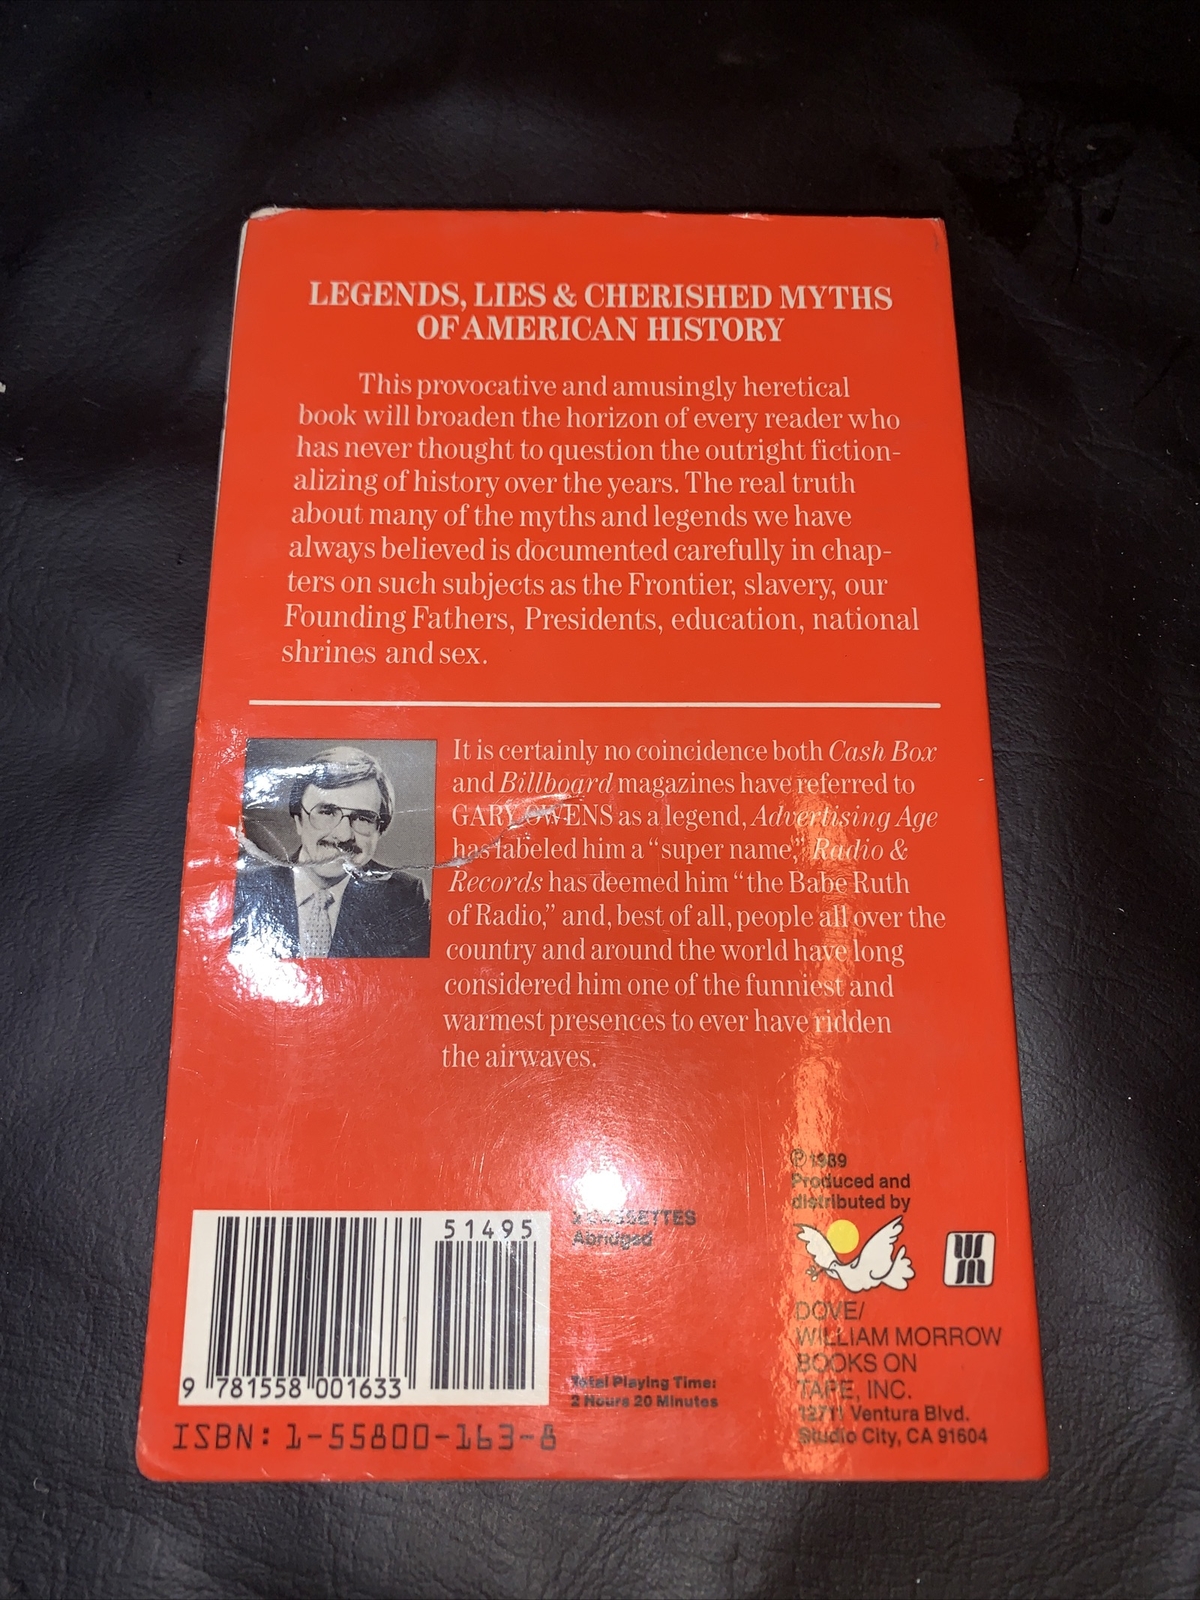 LEGENDS, LIES & CHERISHED MYTHS
OF AMERICAN HISTORY
This provocative and amusingly heretical
book will broaden the horizon of every reader who
has never thought to question the outright fiction-
alizing of history over the years. The real truth
about many of the myths and legends we have
always believed is documented carefully in chap-
ters on such subjects as the Frontier, slavery, our
Founding Fathers, Presidents, education, national
shrines and sex.
It is certainly no coincidence both Cash Box
and Billboard magazines have referred to
GARY OWENS as a legend, Advertising Age
has labeled him a “super name,” Radio &
Records has deemed him “the Babe Ruth
of Radio,” and, best of all, people all over the
country and around the world have long
considered him one of the funniest and
warmest presences to ever have ridden
the airwaves.
℗ 1989
Produced and
distributed by
WM
DOVE/
WILLIAM MORROW
BOOKS ON
TAPE, INC.
Ventura Blvd.
Studio City, CA 91604
CASSETTES
Abridged
Total Playing Time:
2 Hours 20 Minutes
51495
9 781558 001633
ISBN: 1-55800-163-8